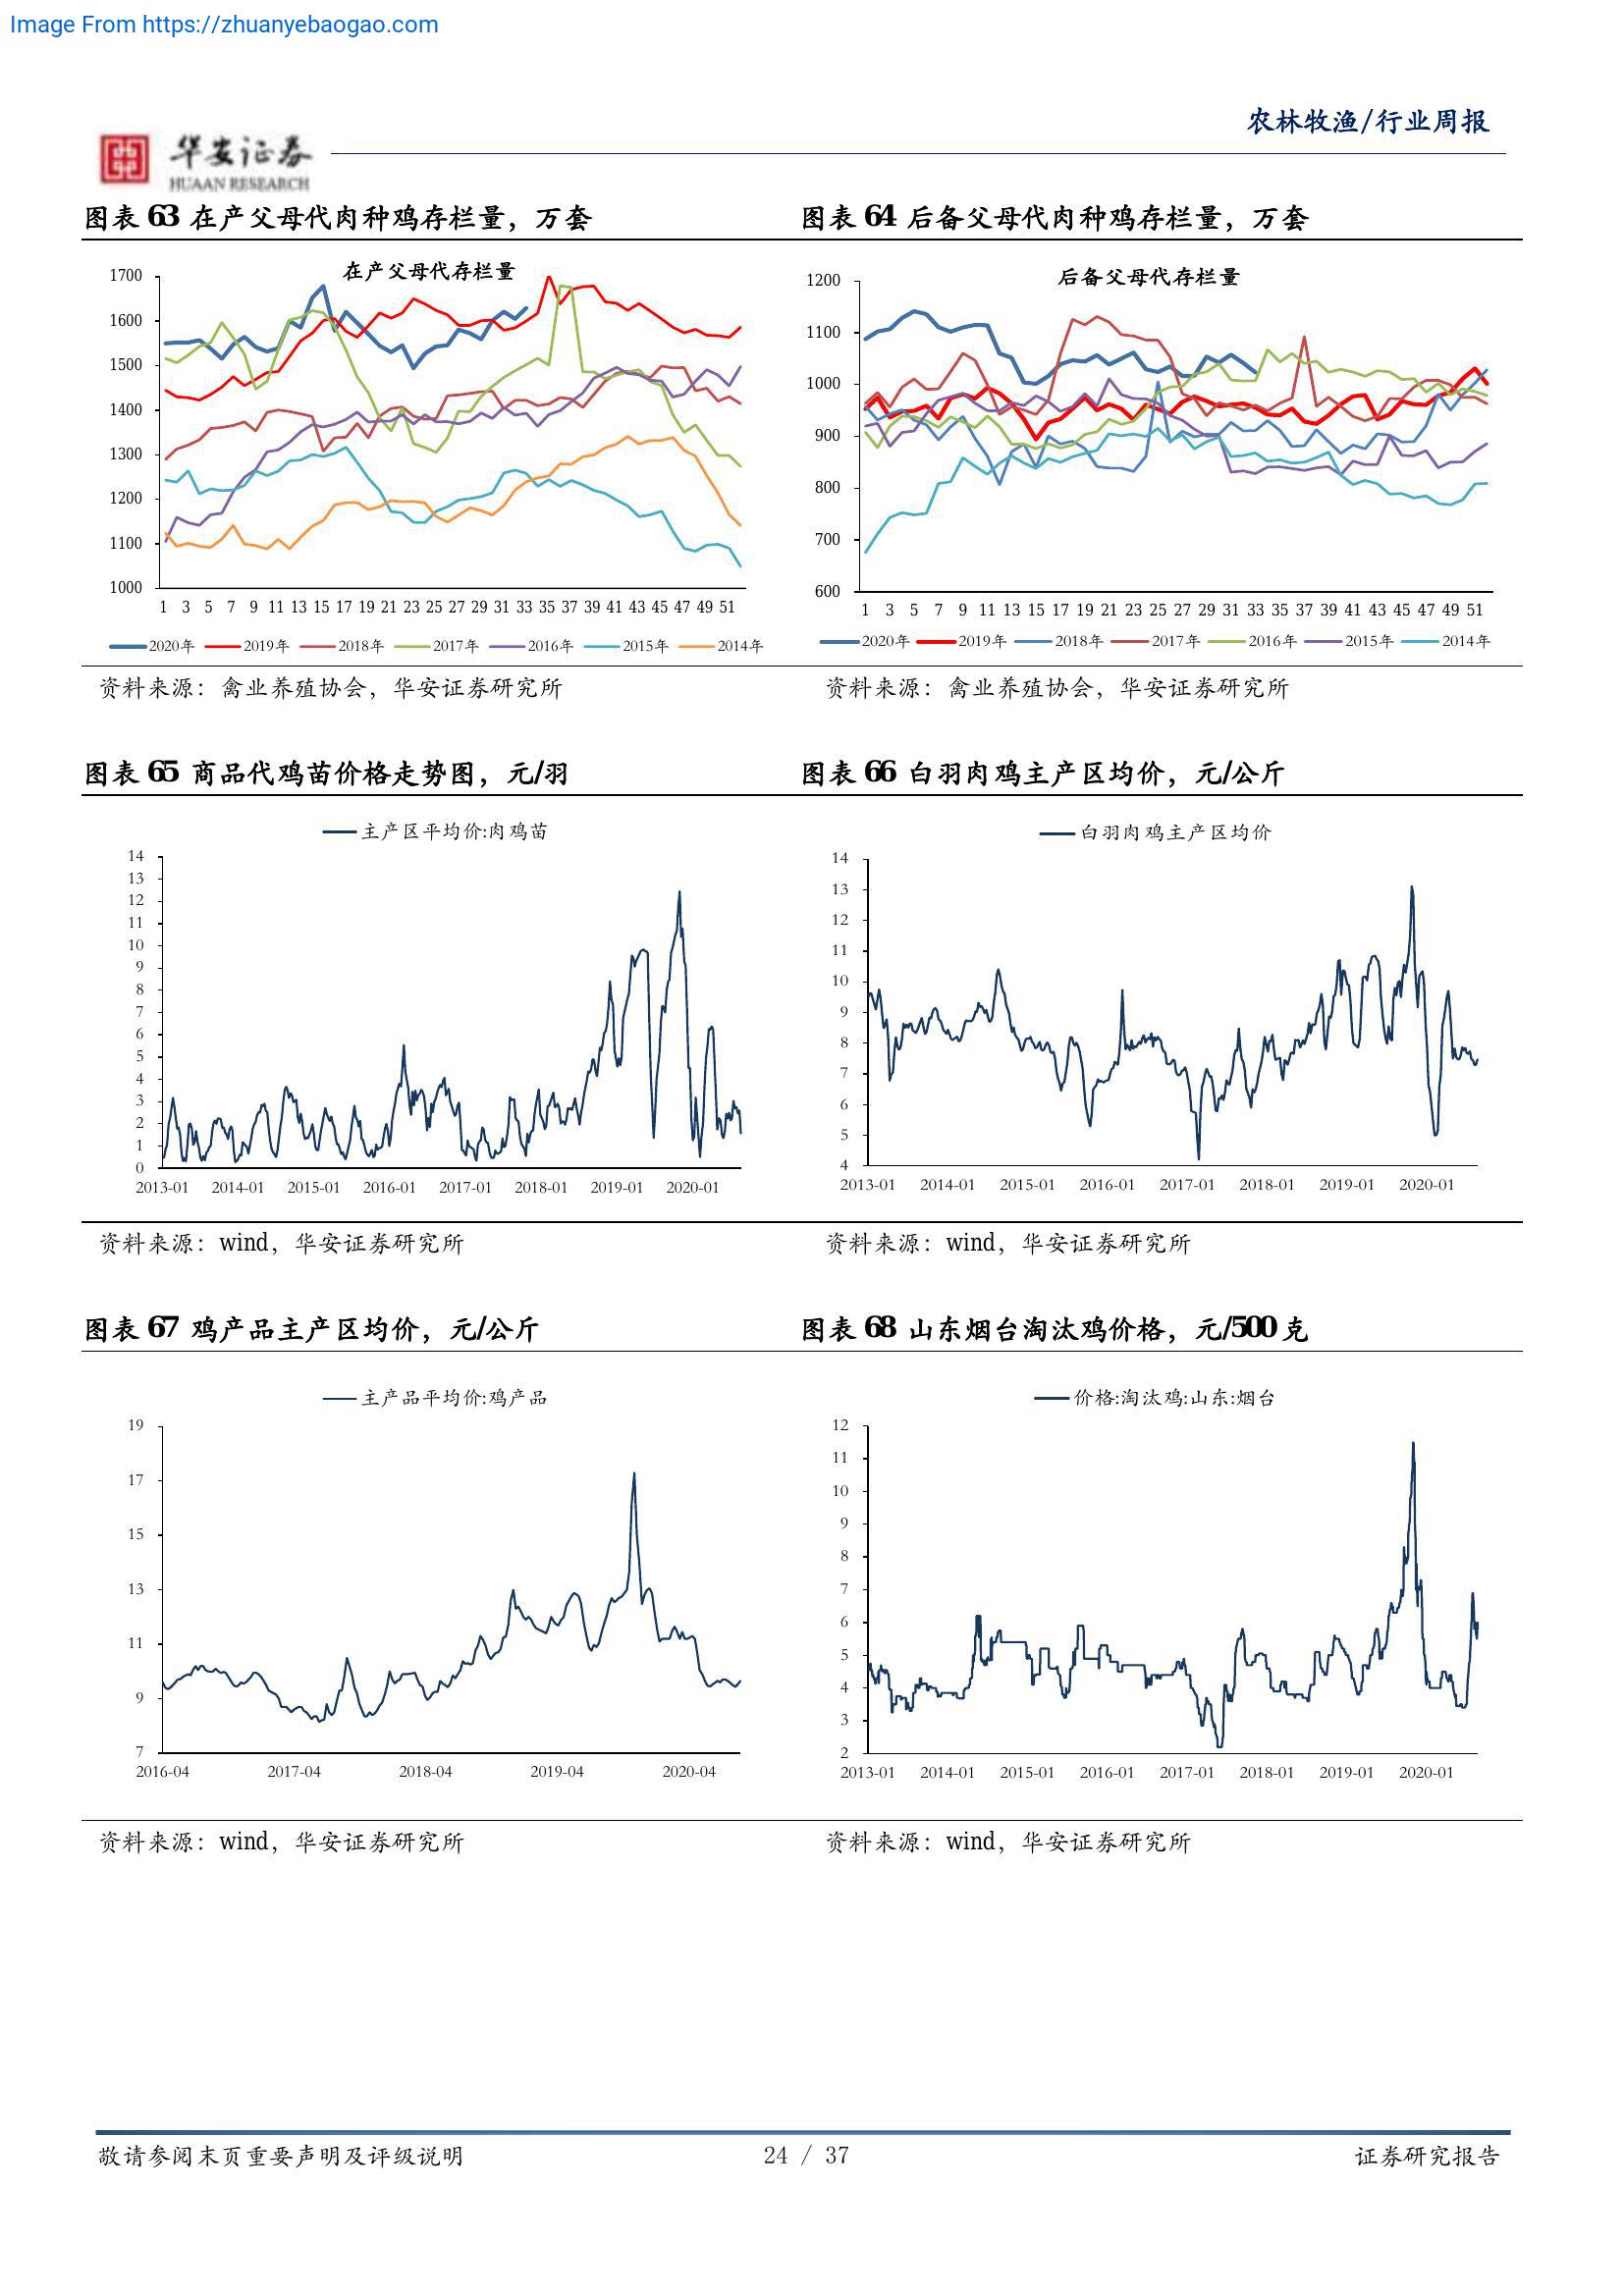 Image From https://zhuanyebaogao.com
农林牧渔/行业周报
华安证券
HUAAN RESEARCH
图表 63 在产父母代肉种鸡存栏量，万套
图表 64 后备父母代肉种鸡存栏量，万套
在产父母代存栏量
1700
1600
1500
1400
1300
1200
1100
1000
1 3 5 7 9 11 13 15 17 19 21 23 25 27 29 31 33 35 37 39 41 43 45 47 49 51
2020年 2019年 2018年 2017年 2016年 2015年 2014年
后备父母代存栏量
1200
1100
1000
900
800
700
600
1 3 5 7 9 11 13 15 17 19 21 23 25 27 29 31 33 35 37 39 41 43 45 47 49 51
2020年 2019年 2018年 2017年 2016年 2015年 2014年
资料来源：禽业养殖协会，华安证券研究所
资料来源：禽业养殖协会，华安证券研究所
图表 65 商品代鸡苗价格走势图，元/羽
图表 66 白羽肉鸡主产区均价，元/公斤
主产区平均价:肉鸡苗
14
13
12
11
10
9
8
7
6
5
4
3
2
1
0
2013-01 2014-01 2015-01 2016-01 2017-01 2018-01 2019-01 2020-01
白羽肉鸡主产区均价
14
13
12
11
10
9
8
7
6
5
4
2013-01 2014-01 2015-01 2016-01 2017-01 2018-01 2019-01 2020-01
资料来源：wind，华安证券研究所
资料来源：wind，华安证券研究所
图表 67 鸡产品主产区均价，元/公斤
图表 68 山东烟台淘汰鸡价格，元/500 克
主产品平均价:鸡产品
19
17
15
13
11
9
7
2016-04 2017-04 2018-04 2019-04 2020-04
价格:淘汰鸡:山东:烟台
12
11
10
9
8
7
6
5
4
3
2
2013-01 2014-01 2015-01 2016-01 2017-01 2018-01 2019-01 2020-01
资料来源：wind，华安证券研究所
资料来源：wind，华安证券研究所
敬请参阅末页重要声明及评级说明
24 / 37
证券研究报告